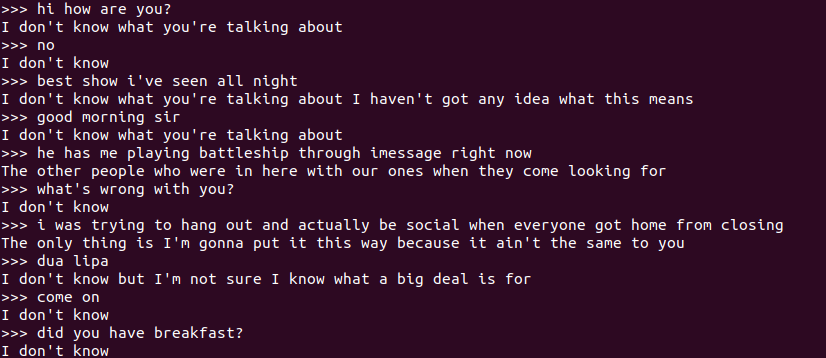 >>> hi how are you?
I don't know what you're talking about
>>> no
I don't know
>>> best show i've seen all night
I don't know what you're talking about I haven't got any idea what this means
>>> good morning sir
I don't know what you're talking about
>>> he has me playing battleship through imessage right now
The other people who were in here with our ones when they come looking for
>>> what's wrong with you?
I don't know
>>> i was trying to hang out and actually be social when everyone got home from closing
The only thing is I'm gonna put it this way because it ain't the same to you
>>> dua lipa
I don't know but I'm not sure I know what a big deal is for
>>> come on
I don't know
>>> did you have breakfast?
I don't know